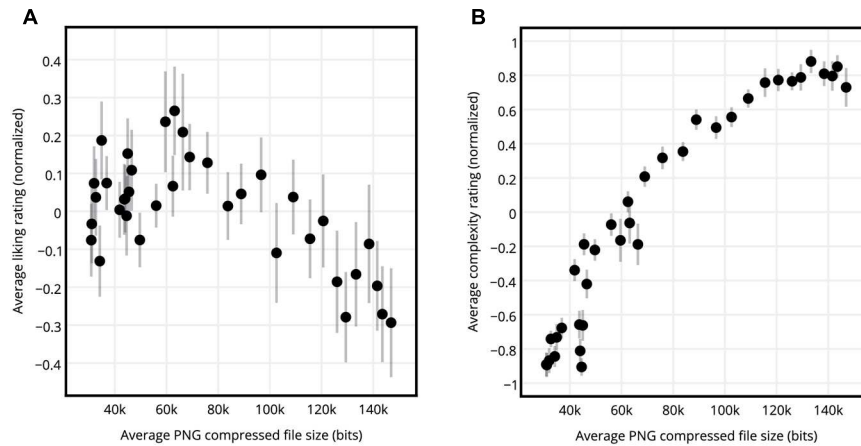 A
Average liking rating (normalized)
0.4
0.3
0.2
0.1
0
−0.1
−0.2
−0.3
−0.4
40k 60k 80k 100k 120k 140k
Average PNG compressed file size (bits)
B
Average complexity rating (normalized)
1
0.8
0.6
0.4
0.2
0
−0.2
−0.4
−0.6
−0.8
−1
40k 60k 80k 100k 120k 140k
Average PNG compressed file size (bits)